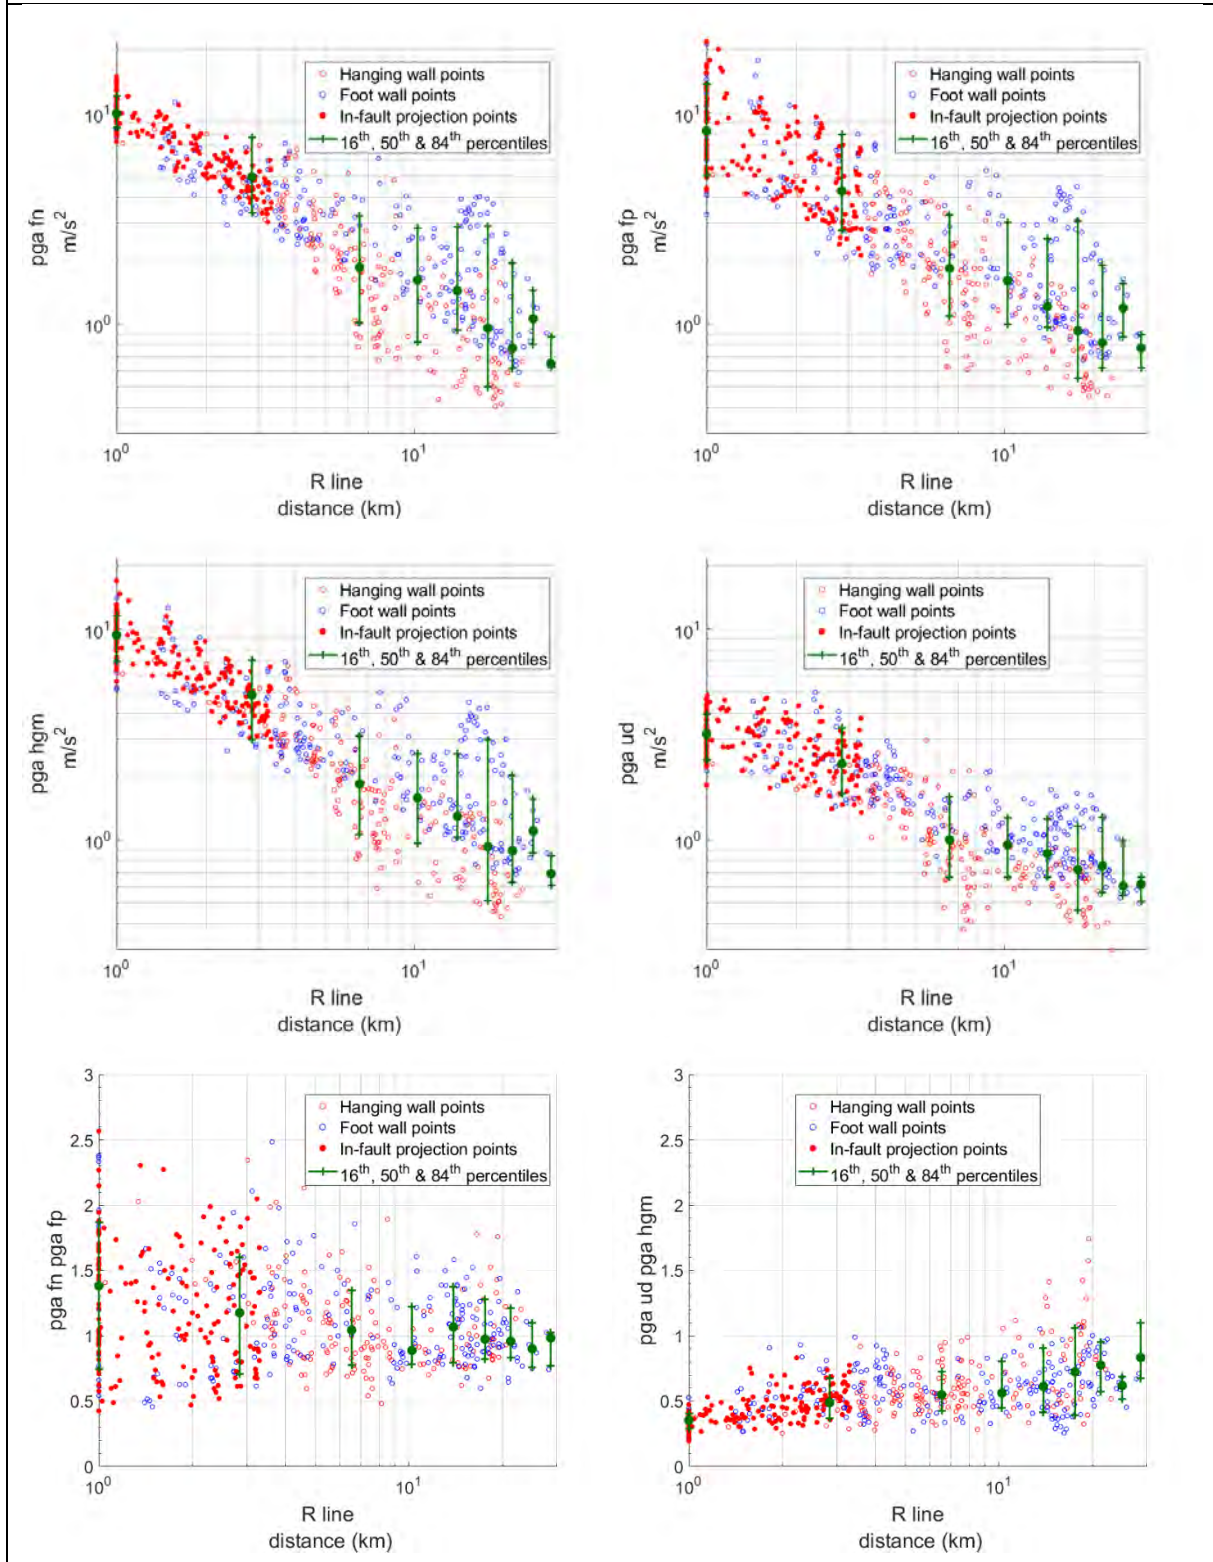 Hanging wall points
Foot wall points
In-fault projection points
16th, 50th & 84th percentiles
10^1
10^0
pga fn
m/s^2
10^0
10^1
R line
distance (km)
Hanging wall points
Foot wall points
In-fault projection points
16th, 50th & 84th percentiles
10^1
10^0
pga fp
m/s^2
10^0
10^1
R line
distance (km)
Hanging wall points
Foot wall points
In-fault projection points
16th, 50th & 84th percentiles
10^1
10^0
pga hgm
m/s^2
10^0
10^1
R line
distance (km)
Hanging wall points
Foot wall points
In-fault projection points
16th, 50th & 84th percentiles
10^1
10^0
pga ud
m/s^2
10^0
10^1
R line
distance (km)
Hanging wall points
Foot wall points
In-fault projection points
16th, 50th & 84th percentiles
3
2.5
2
1.5
1
0.5
0
pga fn pga fp
10^0
10^1
R line
distance (km)
Hanging wall points
Foot wall points
In-fault projection points
16th, 50th & 84th percentiles
3
2.5
2
1.5
1
0.5
0
pga ud pga hgm
10^0
10^1
R line
distance (km)